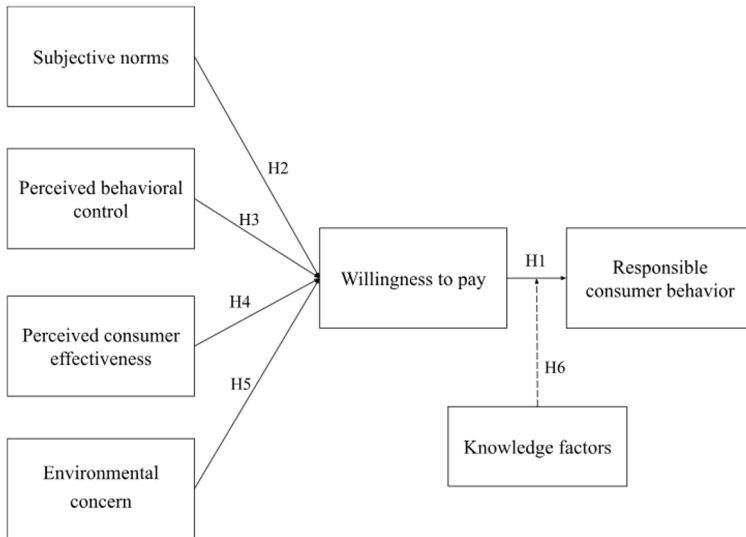 Subjective norms
H2
Perceived behavioral
control
H3
Willingness to pay
H1
Responsible
consumer behavior
Perceived consumer
effectiveness
H4
H5
H6
Knowledge factors
Environmental
concern